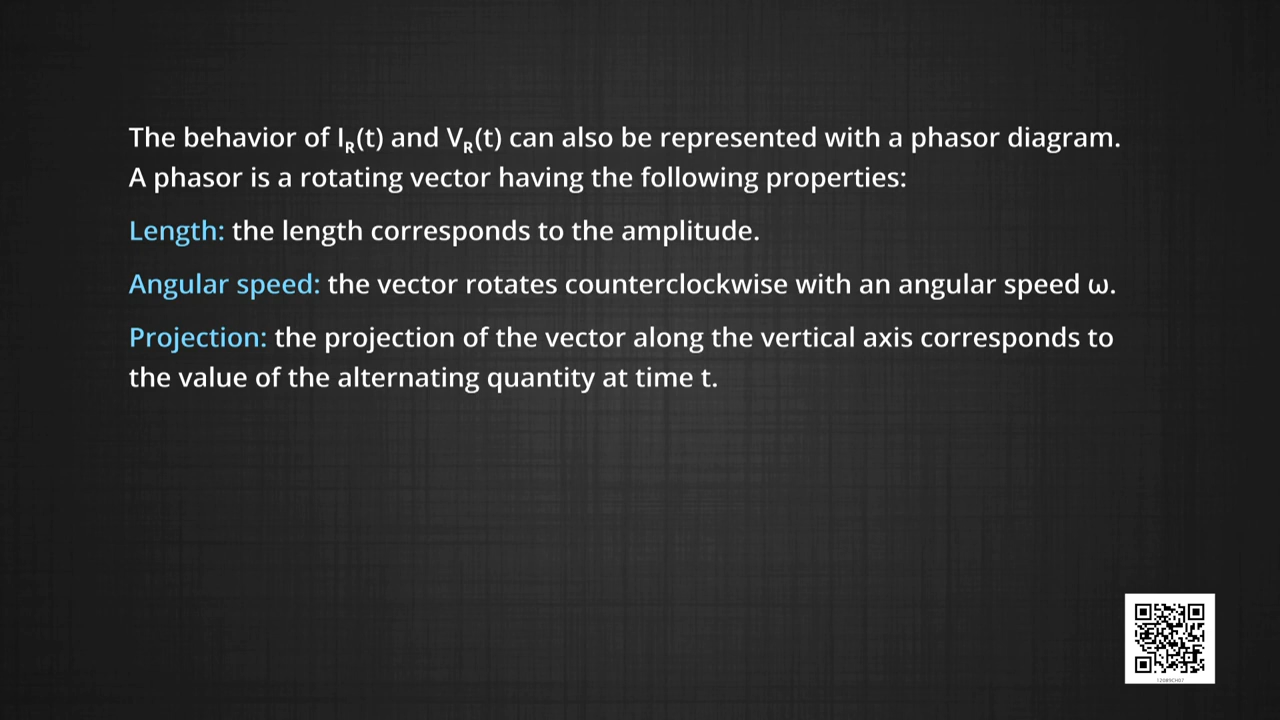 The behavior of I_R(t) and V_R(t) can also be represented with a phasor diagram.
A phasor is a rotating vector having the following properties:
Length: the length corresponds to the amplitude.
Angular speed: the vector rotates counterclockwise with an angular speed ω.
Projection: the projection of the vector along the vertical axis corresponds to
the value of the alternating quantity at time t.
12089CH07